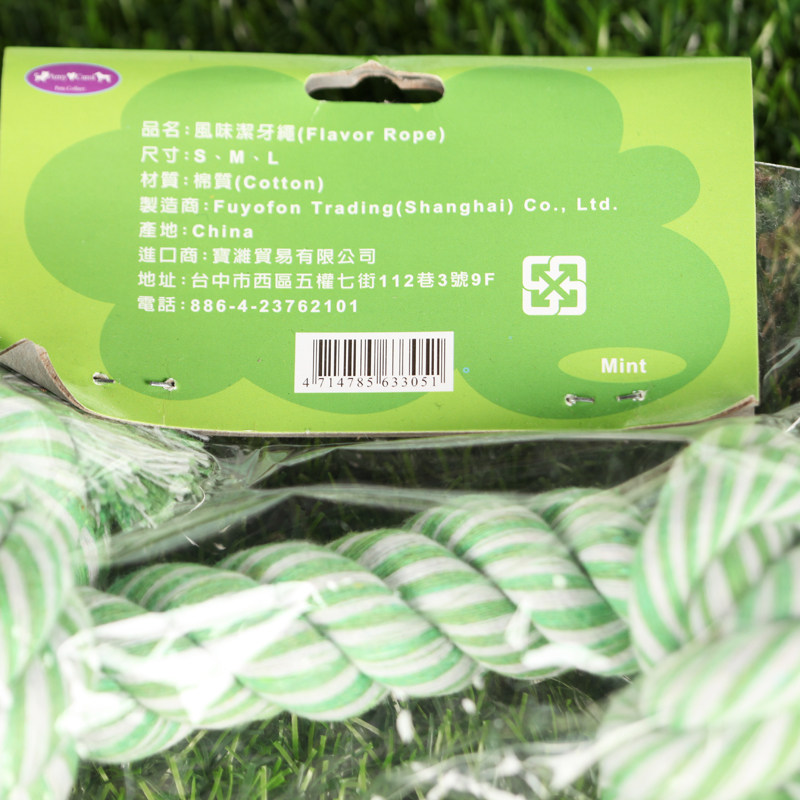 品名:風味潔牙繩(Flavor Rope)
尺寸:S、M、L
材質:棉質(Cotton)
製造商:Fuyofon Trading(Shanghai) Co., Ltd.
產地:China
進口商:寶濰貿易有限公司
地址:台中市西區五權七街112巷3號9F
電話:886-4-23762101
4 714785 633051
Mint